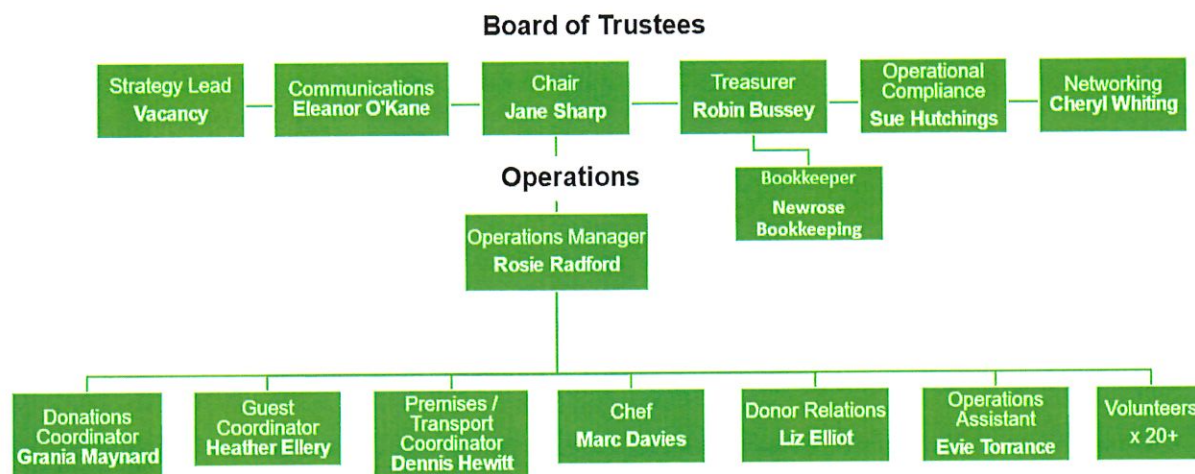 Board of Trustees
Strategy Lead
Vacancy
Communications
Eleanor O'Kane
Chair
Jane Sharp
Treasurer
Robin Bussey
Operational
Compliance
Sue Hutchings
Networking
Cheryl Whiting
Operations
Bookkeeper
Newrose
Bookkeeping
Operations Manager
Rosie Radford
Donations
Coordinator
Grania Maynard
Guest
Coordinator
Heather Ellery
Premises /
Transport
Coordinator
Dennis Hewitt
Chef
Marc Davies
Donor Relations
Liz Elliot
Operations
Assistant
Evie Torrance
Volunteers
x 20+